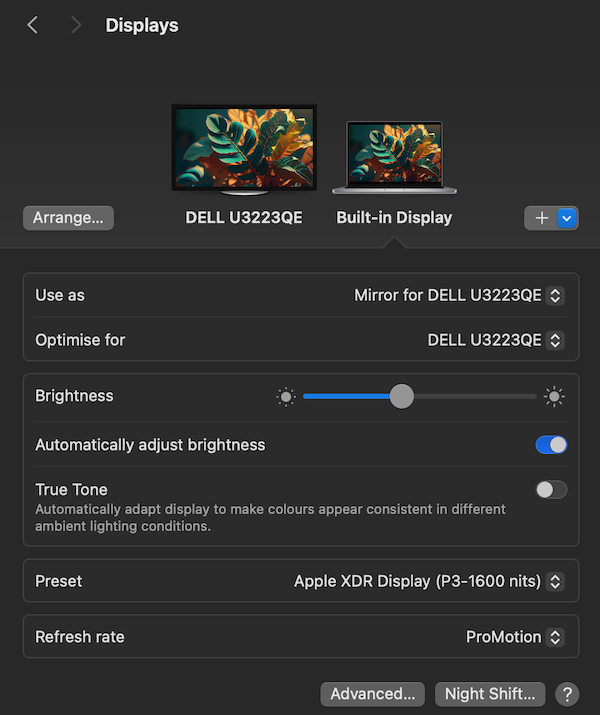 Displays
DELL U3223QE
Built-in Display
Arrange...
Use as
Mirror for DELL U3223QE
Optimise for
DELL U3223QE
Brightness
Automatically adjust brightness
True Tone
Automatically adapt display to make colours appear consistent in different
ambient lighting conditions.
Preset
Apple XDR Display (P3-1600 nits)
Refresh rate
ProMotion
Advanced...
Night Shift...
?